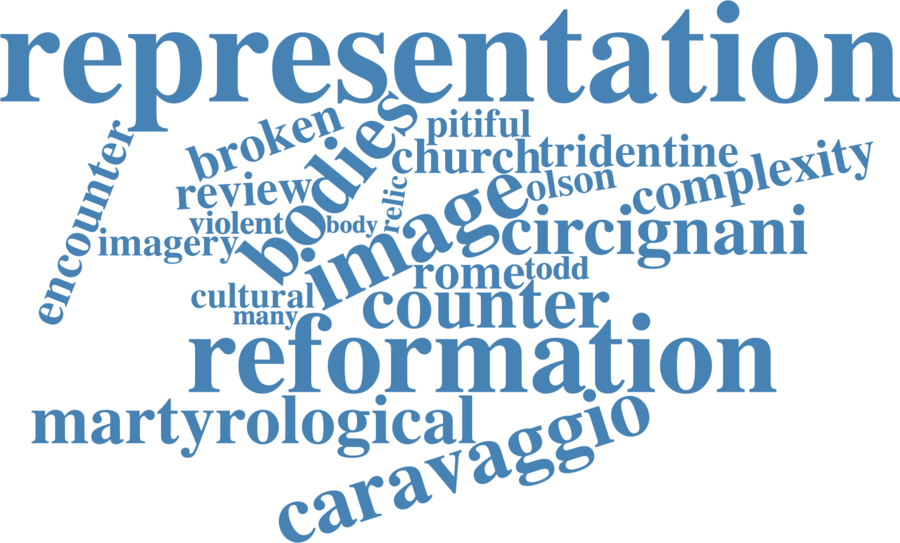 representation
broken
bodies
pitiful
encounter
church
tridentine
complexity
review
relic
olson
violent
body
image
circignani
imagery
rome
todd
cultural
many
counter
reformation
martyrological
caravaggio